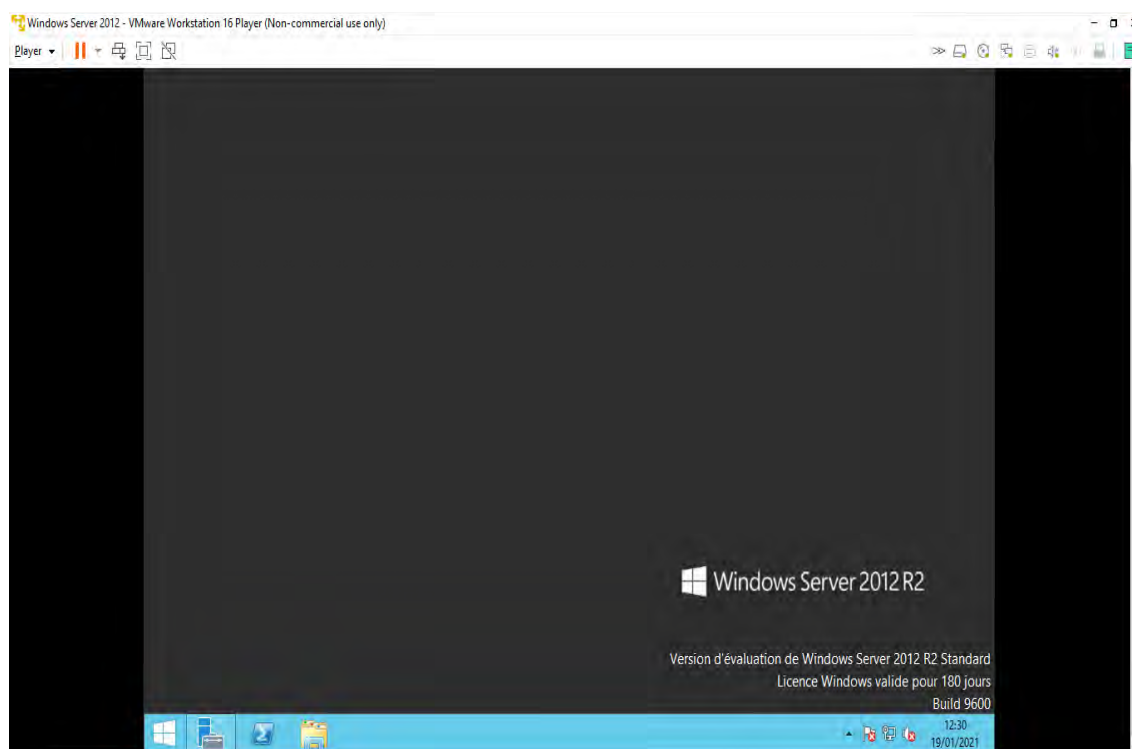 Windows Server 2012 - VMware Workstation 16 Player (Non-commercial use only)
Player
Windows Server 2012 R2
Version d'évaluation de Windows Server 2012 R2 Standard
Licence Windows valide pour 180 jours
Build 9600
12:30
19/01/2021